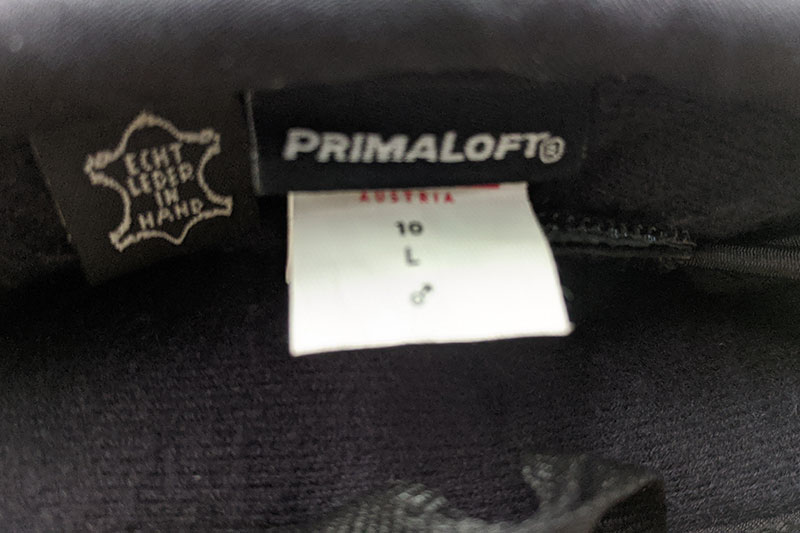 ECHT
LEDER
IN
HAND
PRIMALOFT®
AUSTRIA
10
L
♂